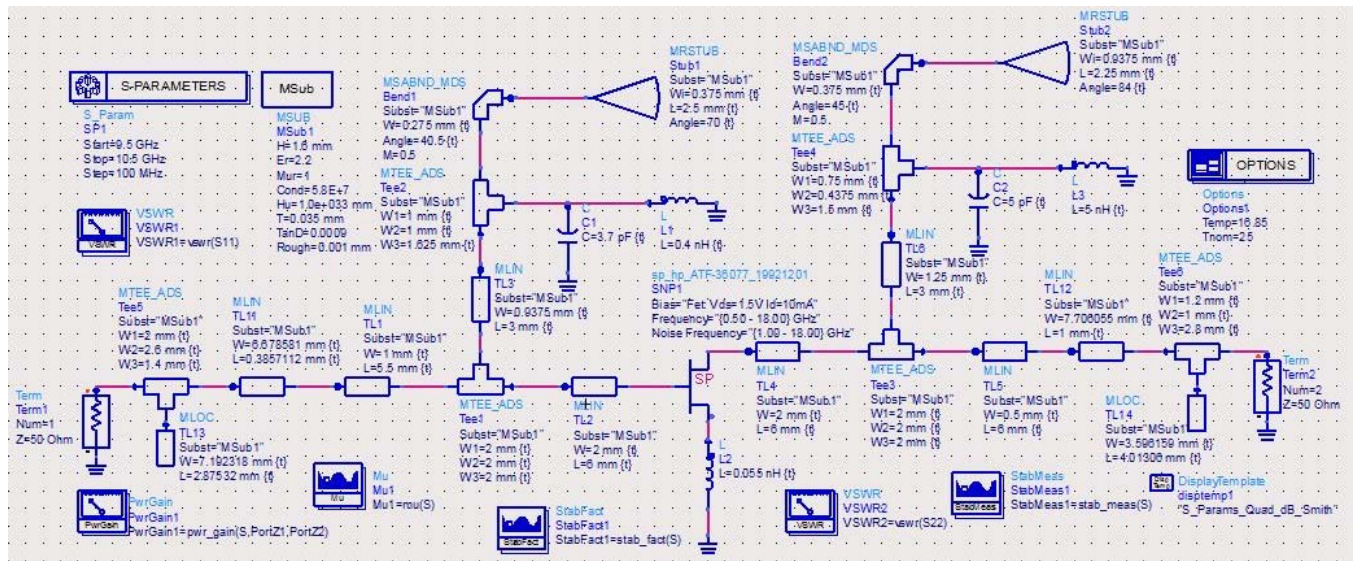 S-PARAMETERS
S_Param
SP1
Start=9.5 GHz
Stop=10.5 GHz
Step=100 MHz
MSub
MSUB
MSub1
H=1.6 mm
Er=2.2
Mur=1
Cond=5.8E+7
Hu=1.0e+033 mm
T=0.035 mm
TanD=0.0009
Rough=0.001 mm
VSWR
VSWR
VSWR1
VSWR1=vswr(S11)
MSABND_MDS
Bend1
Subst="MSub1"
W=0.275 mm {t}
Angle=40.5 {t}
M=0.5
MRSTUB
Stub1
Subst="MSub1"
Wi=0.375 mm {t}
L=2.5 mm {t}
Angle=70 {t}
MTEE_ADS
Tee2
Subst="MSub1"
W1=1 mm {t}
W2=1 mm {t}
W3=1.625 mm {t}
C
C1
C=3.7 pF {t}
L
L1
L=0.4 nH {t}
MLIN
TL3
Subst="MSub1"
W=0.9375 mm {t}
L=3 mm {t}
MSABND_MDS
Bend2
Subst="MSub1"
W=0.375 mm {t}
Angle=45 {t}
M=0.5
MRSTUB
Stub2
Subst="MSub1"
Wi=0.9375 mm {t}
L=2.25 mm {t}
Angle=84 {t}
MTEE_ADS
Tee4
Subst="MSub1"
W1=0.75 mm {t}
W2=0.4375 mm {t}
W3=1.5 mm {t}
C
C2
C=5 pF {t}
L
L3
L=5 nH {t}
OPTIONS
Options
Options1
Temp=16.85
Tnom=25
MLIN
TL6
Subst="MSub1"
W=1.25 mm {t}
L=3 mm {t}
sp_hp_ATF-36077_19921201
SNP1
Bias="Fet: Vds=1.5V Id=10mA"
Frequency="{0.50 - 18.00} GHz"
Noise Frequency="{1.00 - 18.00} GHz"
SP
MTEE_ADS
Tee5
Subst="MSub1"
W1=2 mm {t}
W2=2.6 mm {t}
W3=1.4 mm {t}
MLIN
TL11
Subst="MSub1"
W=6.678581 mm {t}
L=0.3857112 mm {t}
MLIN
TL1
Subst="MSub1"
W=1 mm {t}
L=5.5 mm {t}
Term
Term1
Num=1
Z=50 Ohm
MLOC
TL13
Subst="MSub1"
W=7.192318 mm {t}
L=2.87532 mm {t}
MTEE_ADS
Tee1
Subst="MSub1"
W1=2 mm {t}
W2=2 mm {t}
W3=2 mm {t}
MLIN
TL2
Subst="MSub1"
W=2 mm {t}
L=6 mm {t}
L
L2
L=0.055 nH {t}
MLIN
TL4
Subst="MSub1"
W=2 mm {t}
L=6 mm {t}
MTEE_ADS
Tee3
Subst="MSub1"
W1=2 mm {t}
W2=2 mm {t}
W3=2 mm {t}
MLIN
TL5
Subst="MSub1"
W=0.5 mm {t}
L=6 mm {t}
MLIN
TL12
Subst="MSub1"
W=7.706055 mm {t}
L=1 mm {t}
MTEE_ADS
Tee6
Subst="MSub1"
W1=1.2 mm {t}
W2=1 mm {t}
W3=2.8 mm {t}
MLOC
TL14
Subst="MSub1"
W=3.596159 mm {t}
L=4.01306 mm {t}
Term
Term2
Num=2
Z=50 Ohm
PwrGain
PwrGain
PwrGain1
PwrGain1=pwr_gain(S,PortZ1,PortZ2)
Mu
Mu
Mu1
Mu1=mu(S)
StabFact
StabFact
StabFact1
StabFact1=stab_fact(S)
VSWR
VSWR
VSWR2
VSWR2=vswr(S22)
StabMeas
StabMeas
StabMeas1
StabMeas1=stab_meas(S)
Disp
Temp
DisplayTemplate
disptemp1
"S_Params_Quad_dB_Smith"